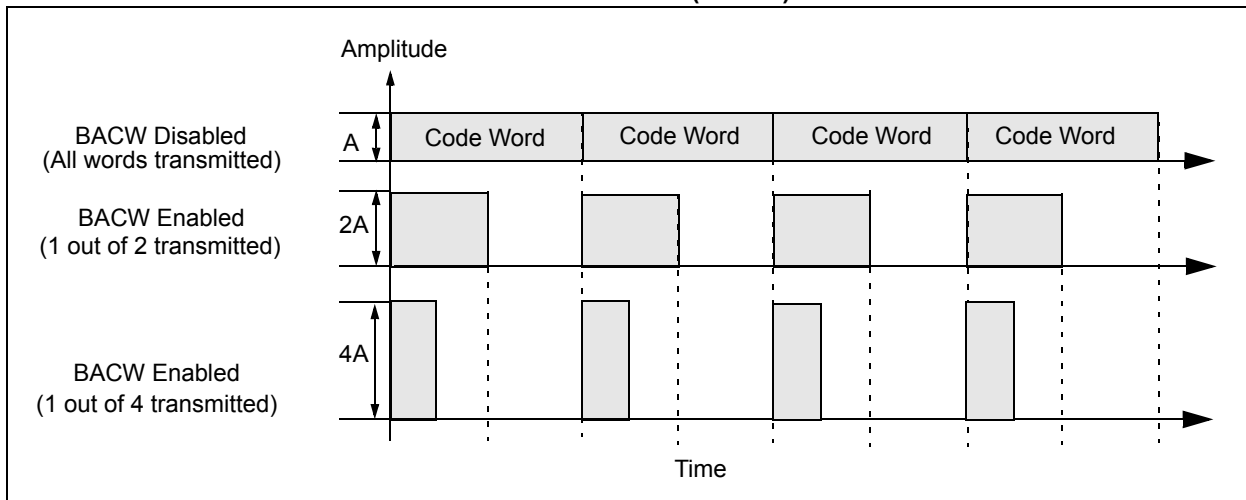 Amplitude
BACW Disabled
(All words transmitted)
A
Code Word
Code Word
Code Word
Code Word
BACW Enabled
(1 out of 2 transmitted)
2A
BACW Enabled
(1 out of 4 transmitted)
4A
Time